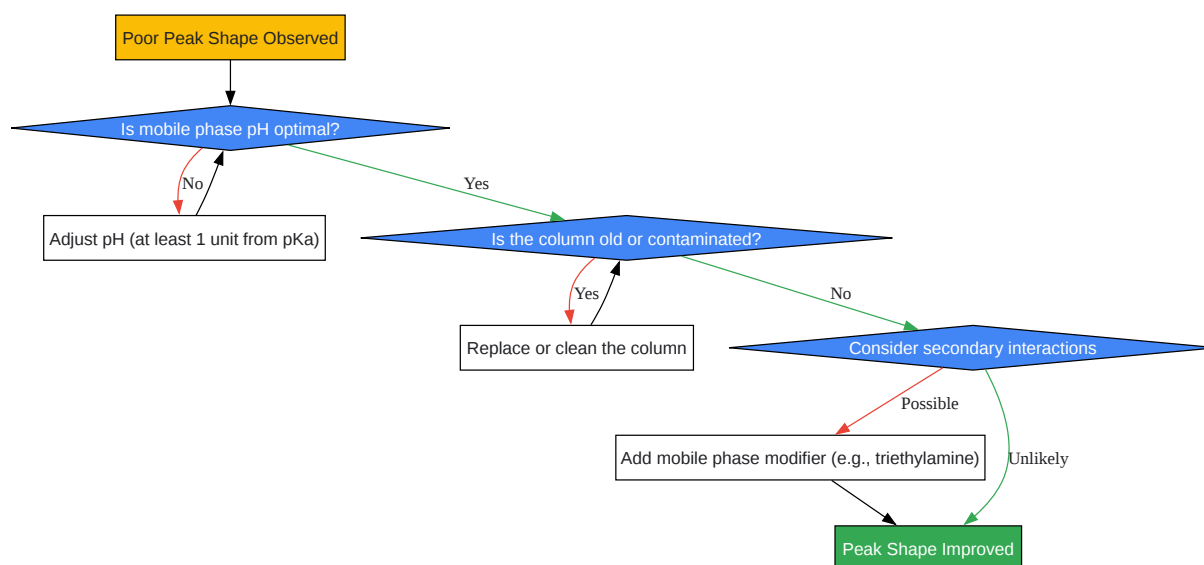 Poor Peak Shape Observed
Is mobile phase pH optimal?
No
Yes
Adjust pH (at least 1 unit from pKa)
Is the column old or contaminated?
Yes
No
Replace or clean the column
Consider secondary interactions
Possible
Add mobile phase modifier (e.g., triethylamine)
Unlikely
Peak Shape Improved